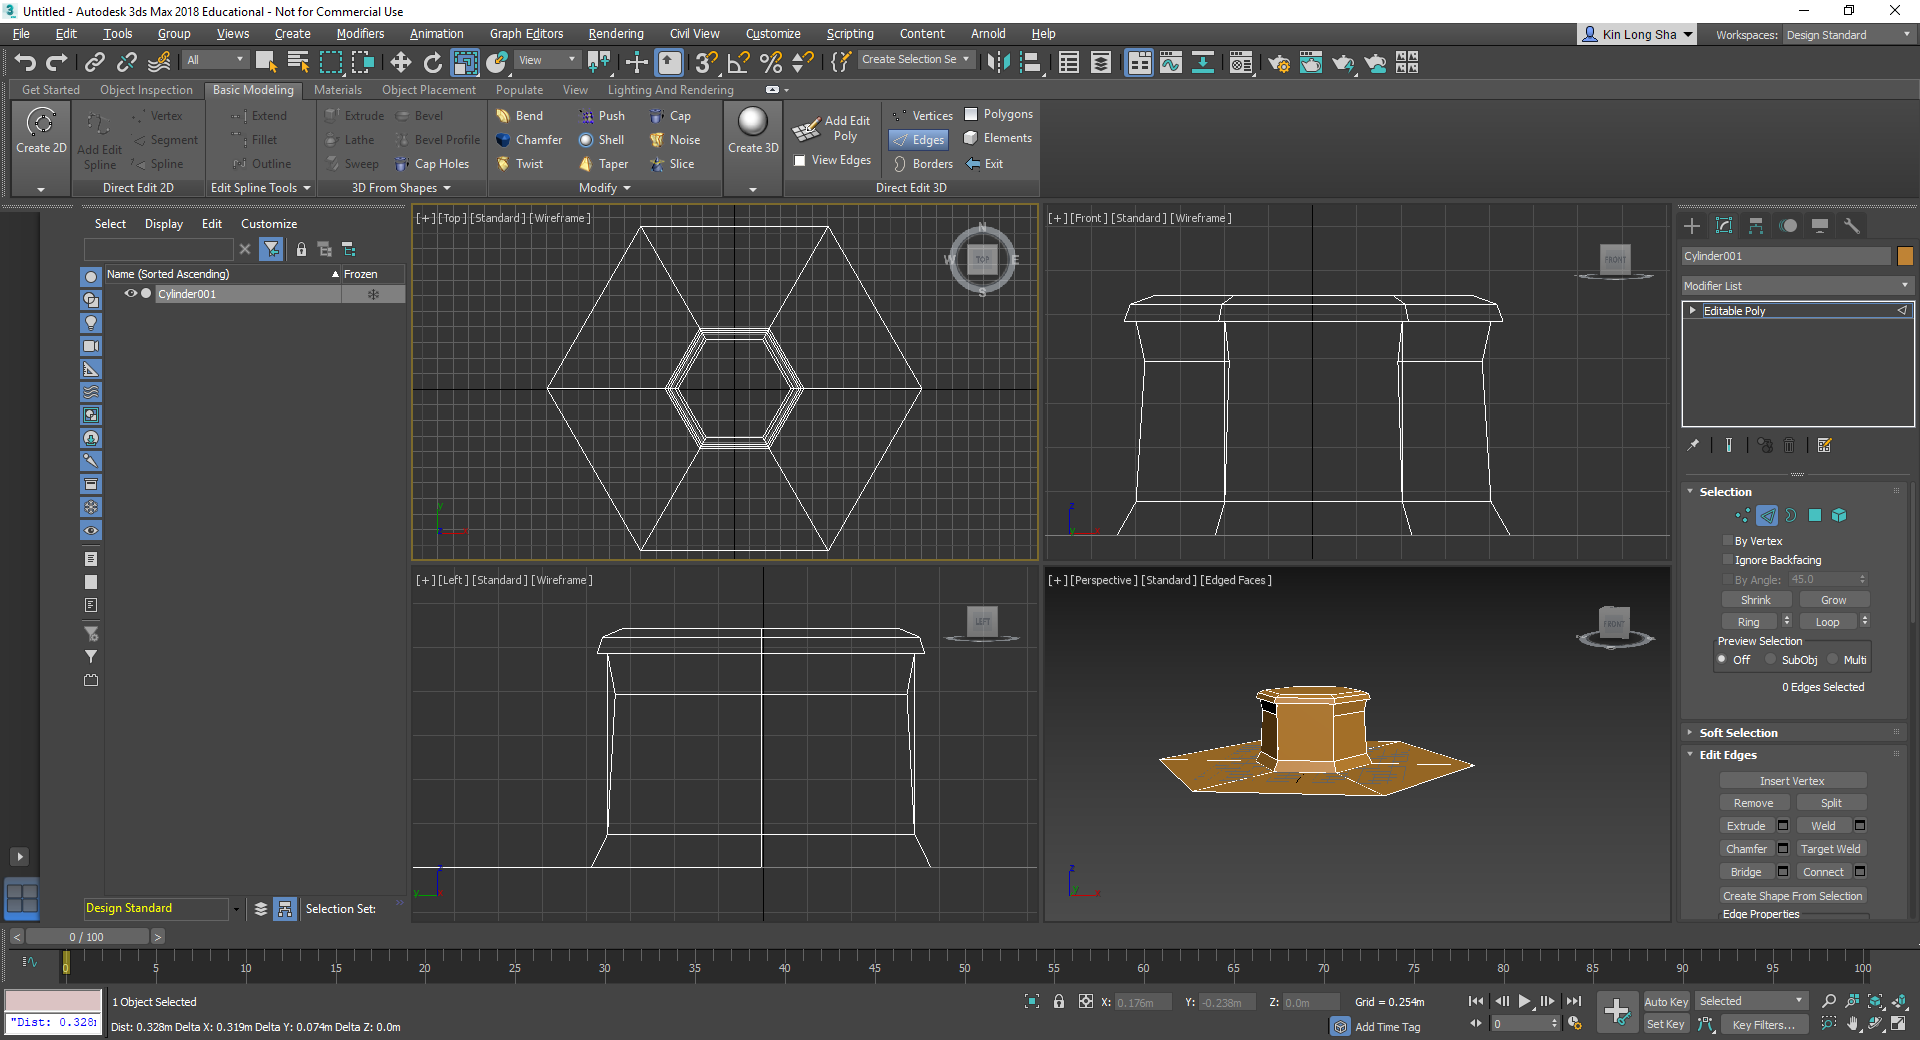 Untitled - Autodesk 3ds Max 2018 Educational - Not for Commercial Use
File Edit Tools Group Views Create Modifiers Animation Graph Editors Rendering Civil View Customize Scripting Content Arnold Help Kin Long Sha Workspaces: Design Standard
All View Create Selection Se
Get Started Object Inspection Basic Modeling Materials Object Placement Populate View Lighting And Rendering
Create 2D
Add Edit Spline
Vertex
Segment
Spline
Direct Edit 2D
Extend
Fillet
Outline
Edit Spline Tools
Extrude Bevel
Lathe Bevel Profile
Sweep Cap Holes
3D From Shapes
Bend Push Cap
Chamfer Shell Noise
Twist Taper Slice
Modify
Create 3D
Add Edit Poly
View Edges
Vertices Polygons
Edges Elements
Borders Exit
Direct Edit 3D
Select Display Edit Customize
Name (Sorted Ascending) Frozen
Cylinder001
Design Standard Selection Set:
[+] [Top] [Standard] [Wireframe]
N
W TOP E
S
y
z x
[+] [Front] [Standard] [Wireframe]
FRONT
z
y x
[+] [Left] [Standard] [Wireframe]
LEFT
z
y x
[+] [Perspective] [Standard] [Edged Faces]
FRONT
z
y x
Cylinder001
Modifier List
Editable Poly
Selection
By Vertex
Ignore Backfacing
By Angle: 45.0
Shrink Grow
Ring Loop
Preview Selection
Off SubObj Multi
0 Edges Selected
Soft Selection
Edit Edges
Insert Vertex
Remove Split
Extrude Weld
Chamfer Target Weld
Bridge Connect
Create Shape From Selection
Edge Properties
< 0 / 100 >
0 5 10 15 20 25 30 35 40 45 50 55 60 65 70 75 80 85 90 95 100
1 Object Selected X: 0.176m Y: -0.238m Z: 0.0m Grid = 0.254m Auto Key Selected
"Dist: 0.328m Dist: 0.328m Delta X: 0.319m Delta Y: 0.074m Delta Z: 0.0m Add Time Tag 0 Set Key Key Filters...